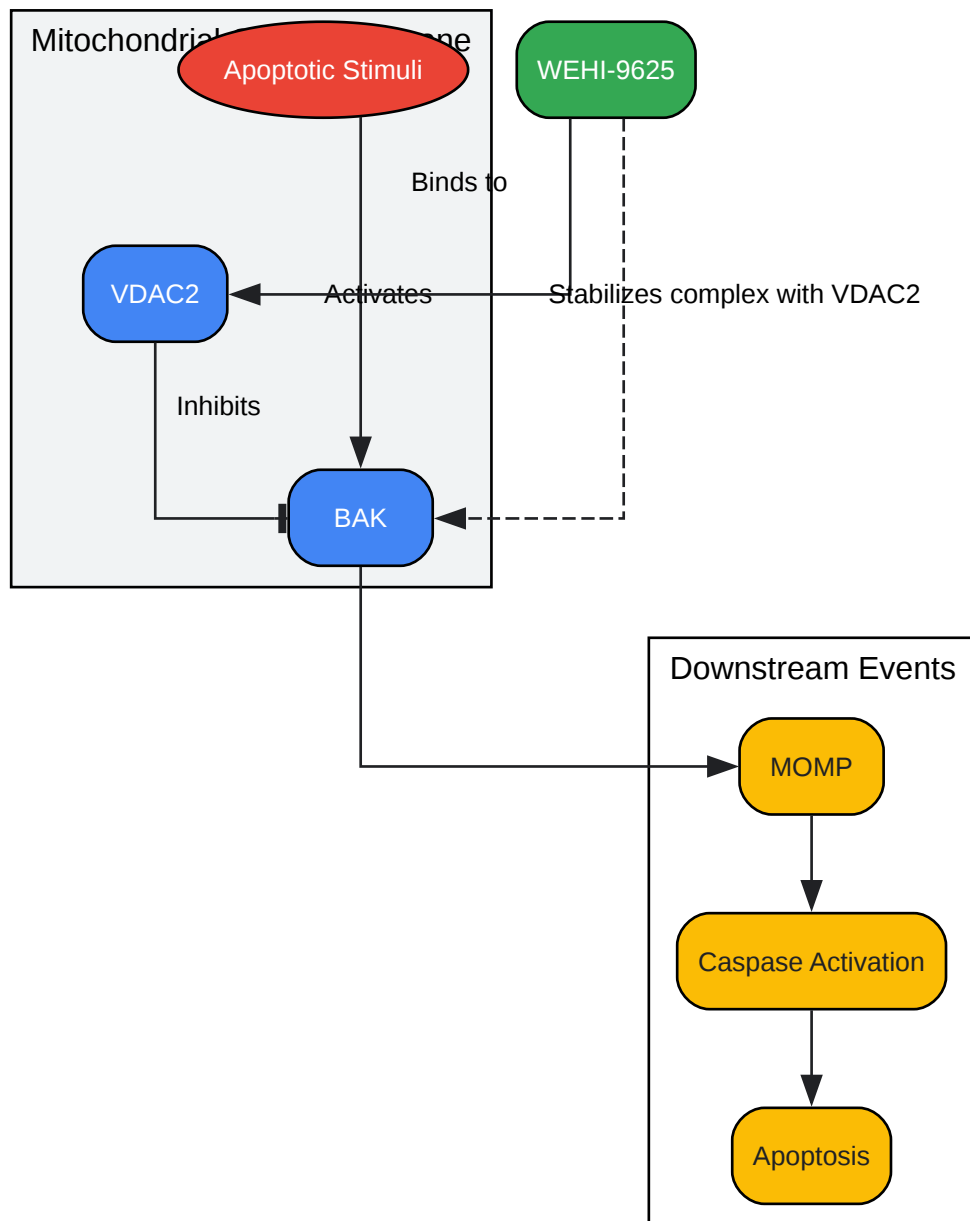 Mitochondrial
Apoptotic Stimuli
WEHI-9625
Binds to
VDAC2
Activates
Stabilizes complex with VDAC2
Inhibits
BAK
Downstream Events
MOMP
Caspase Activation
Apoptosis